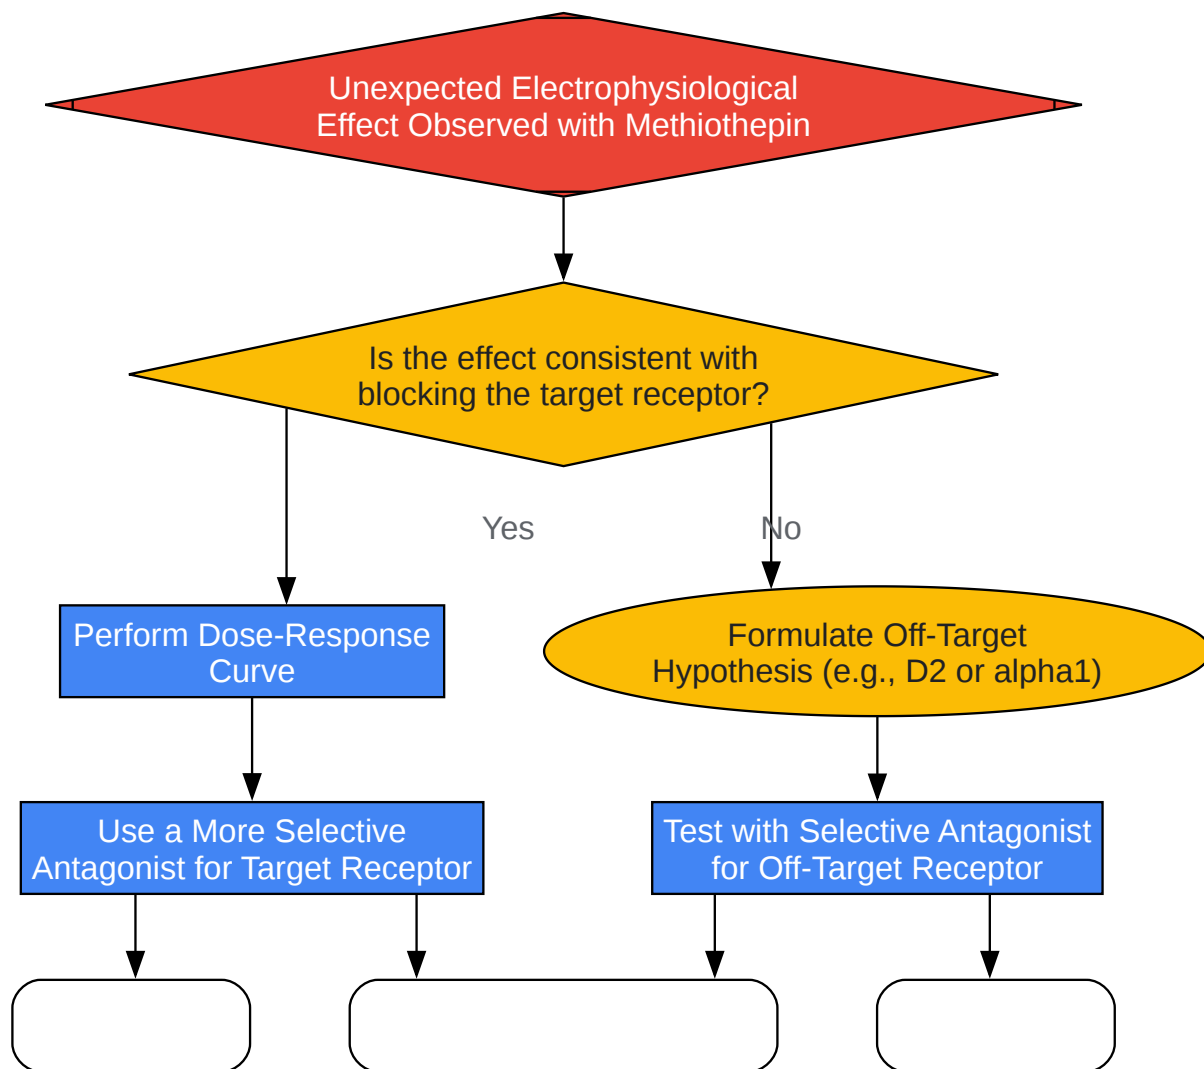 Unexpected Electrophysiological
Effect Observed with Methiothepin
Is the effect consistent with
blocking the target receptor?
Yes
No
Perform Dose-Response
Curve
Formulate Off-Target
Hypothesis (e.g., D2 or alpha1)
Use a More Selective
Antagonist for Target Receptor
Test with Selective Antagonist
for Off-Target Receptor